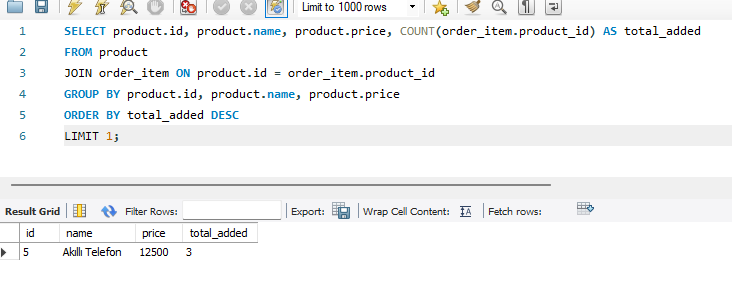 Limit to 1000 rows
1 SELECT product.id, product.name, product.price, COUNT(order_item.product_id) AS total_added
2 FROM product
3 JOIN order_item ON product.id = order_item.product_id
4 GROUP BY product.id, product.name, product.price
5 ORDER BY total_added DESC
6 LIMIT 1;
Result Grid Filter Rows: Export: Wrap Cell Content: IA Fetch rows:
id name price total_added
5 Akıllı Telefon 12500 3